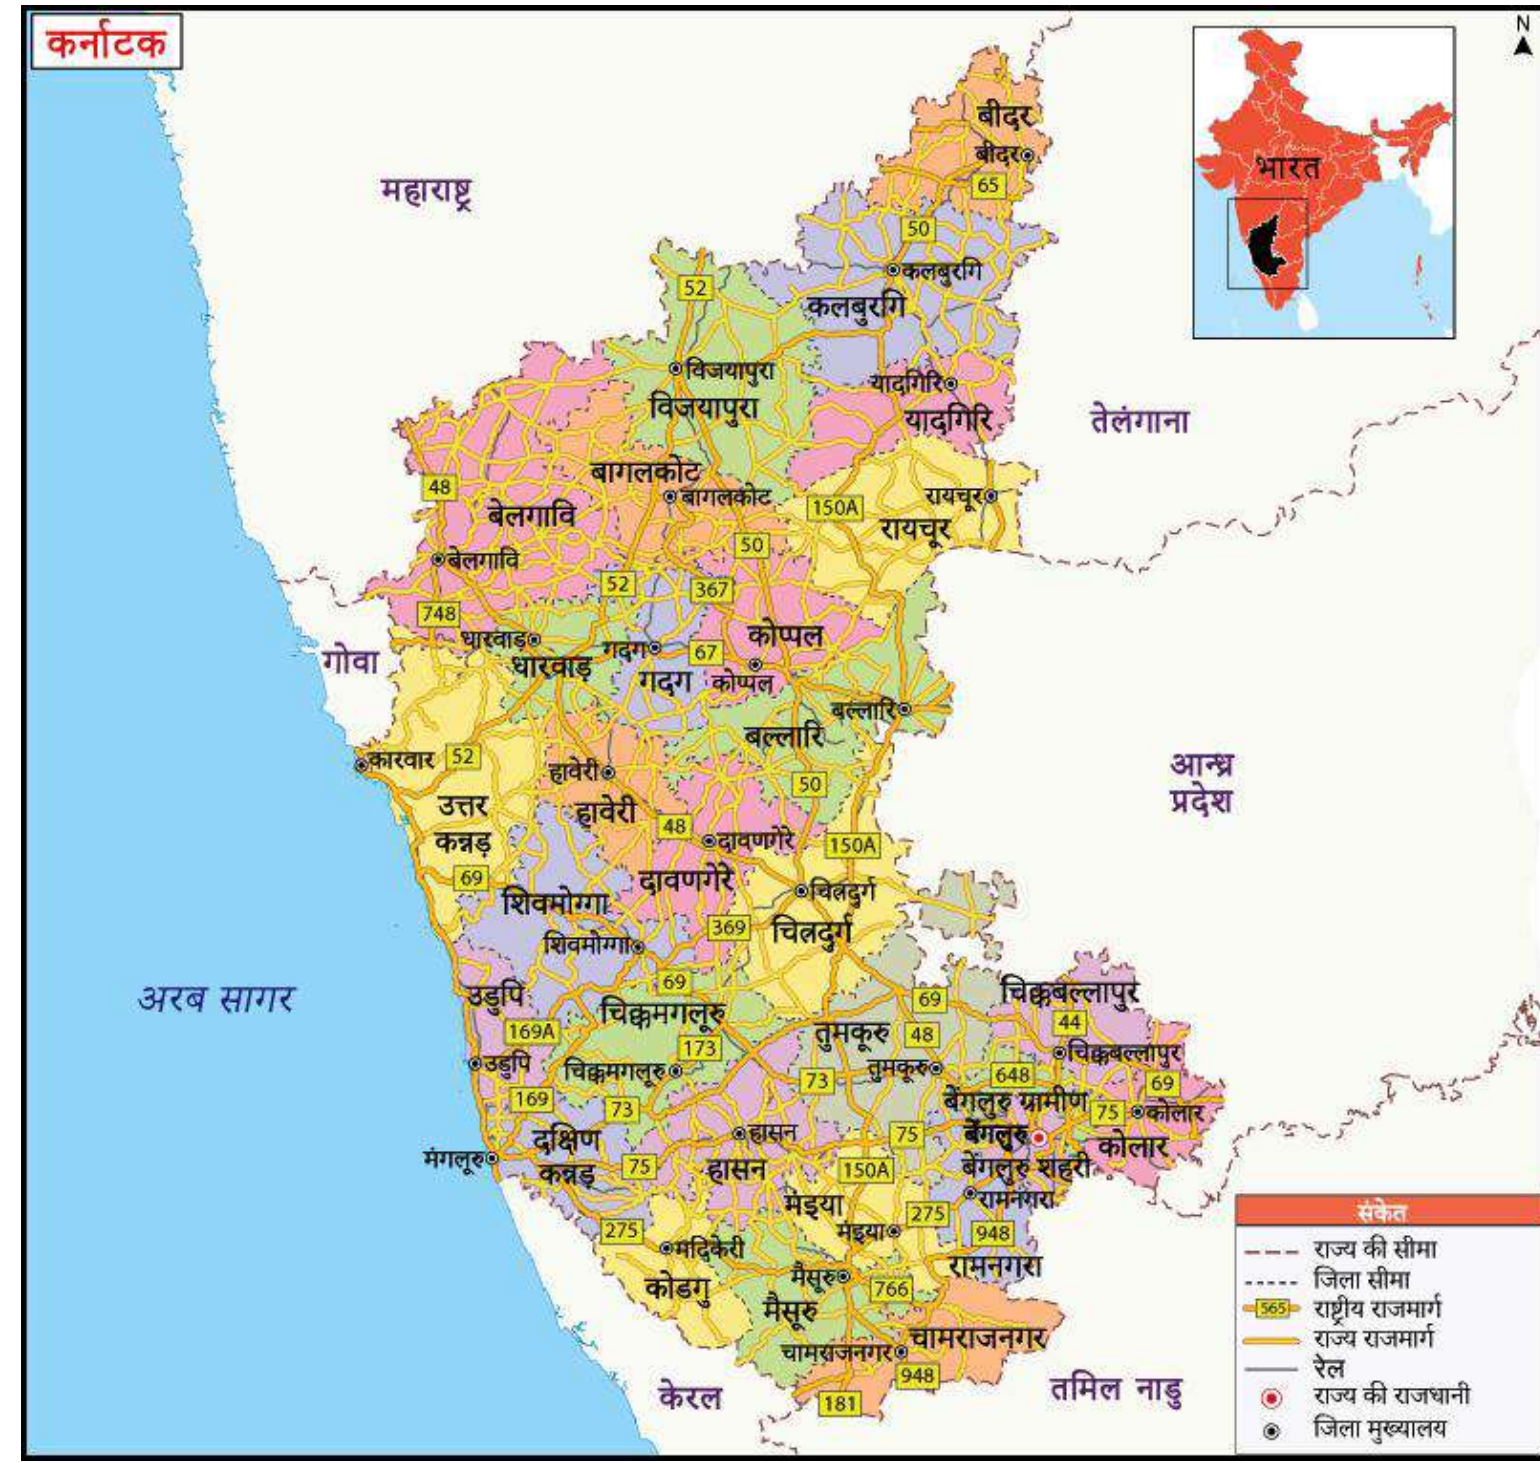 कर्नाटक
N
भारत
महाराष्ट्र
बीदर
बीदर
65
50
कलबुरगि
कलबुरगि
52
विजयापुरा
विजयापुरा
यादगिरि
यादगिरि
तेलंगाना
बागलकोट
बागलकोट
48
बेलगावि
बेलगावि
150A
रायचूर
रायचूर
50
52
367
748
धारवाड़
धारवाड़
गदग
गदग
67
कोप्पल
कोप्पल
गोवा
बल्लारि
बल्लारि
कारवार
52
हावेरी
हावेरी
50
आन्ध्र
प्रदेश
उत्तर
कन्नड़
48
दावणगेरे
दावणगेरे
150A
69
चित्रदुर्ग
चित्रदुर्ग
शिवमोग्गा
शिवमोग्गा
369
69
अरब सागर
उडुपि
उडुपि
169A
चिक्कमगलूरु
चिक्कमगलूरु
173
तुमकूरु
तुमकूरु
69
48
चिक्कबल्लापुर
44
चिक्कबल्लापुर
648
69
169
73
73
बेंगलुरु ग्रामीण
75
कोलार
कोलार
दक्षिण
कन्नड़
मंगलूरु
75
हासन
हासन
75
बेंगलुरु
बेंगलुरु शहरी
150A
मंड्या
मंड्या
275
रामनगरा
948
रामनगरा
275
मदिकेरी
कोडगु
मैसूरु
मैसूरु
766
चामराजनगर
चामराजनगर
948
181
केरल
तमिल नाडु
संकेत
राज्य की सीमा
जिला सीमा
565 राष्ट्रीय राजमार्ग
राज्य राजमार्ग
रेल
राज्य की राजधानी
जिला मुख्यालय